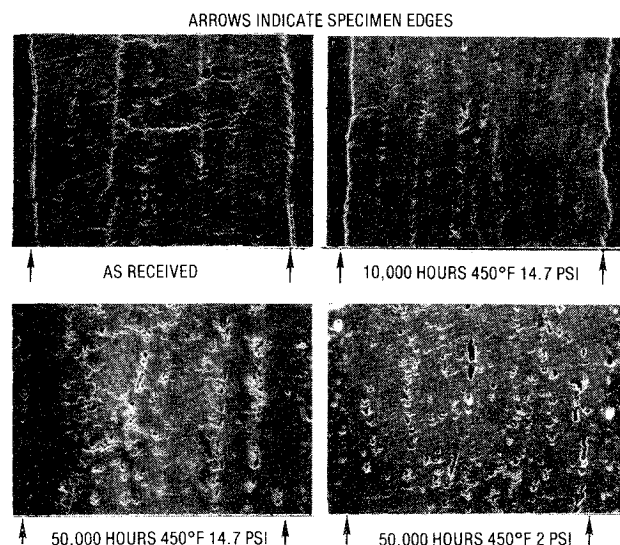 ARROWS INDICATE SPECIMEN EDGES
AS RECEIVED
10,000 HOURS 450°F 14.7 PSI
50,000 HOURS 450°F 14.7 PSI
50,000 HOURS 450°F 2 PSI